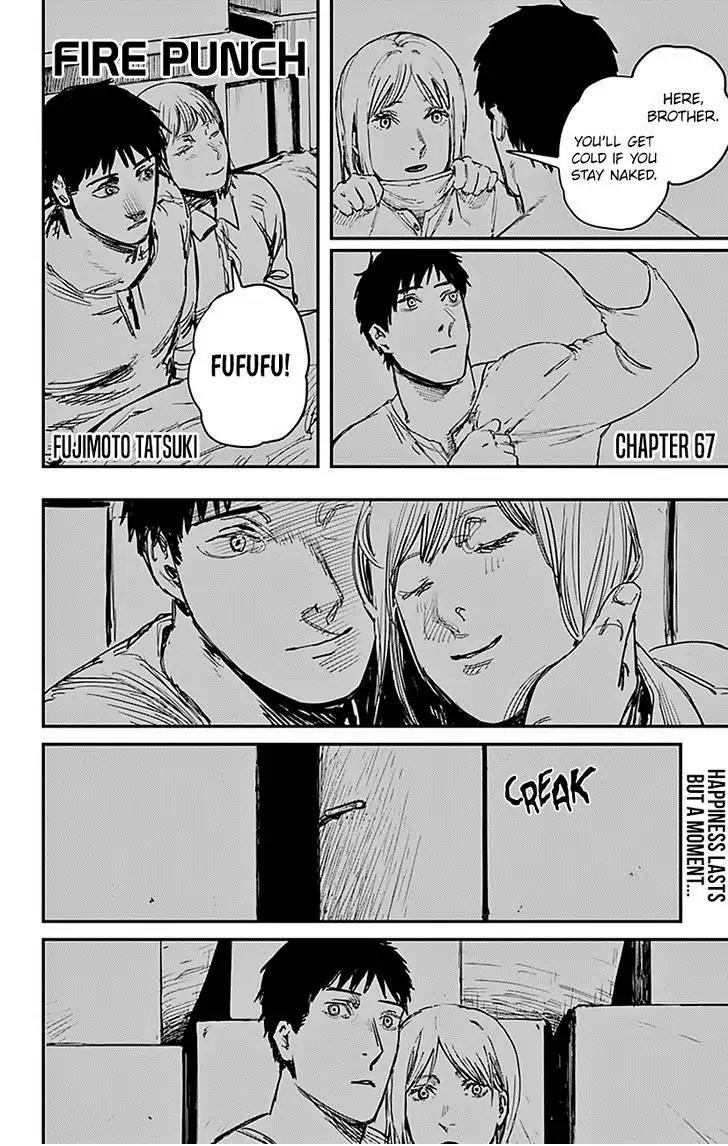 FIRE PUNCH
HERE,
BROTHER.
YOU'LL GET
COLD IF YOU
STAY NAKED.
FUFUFU!
FUJIMOTO TATSUKI
CHAPTER 67
CREAK
HAPPINESS LASTS
BUT A MOMENT...